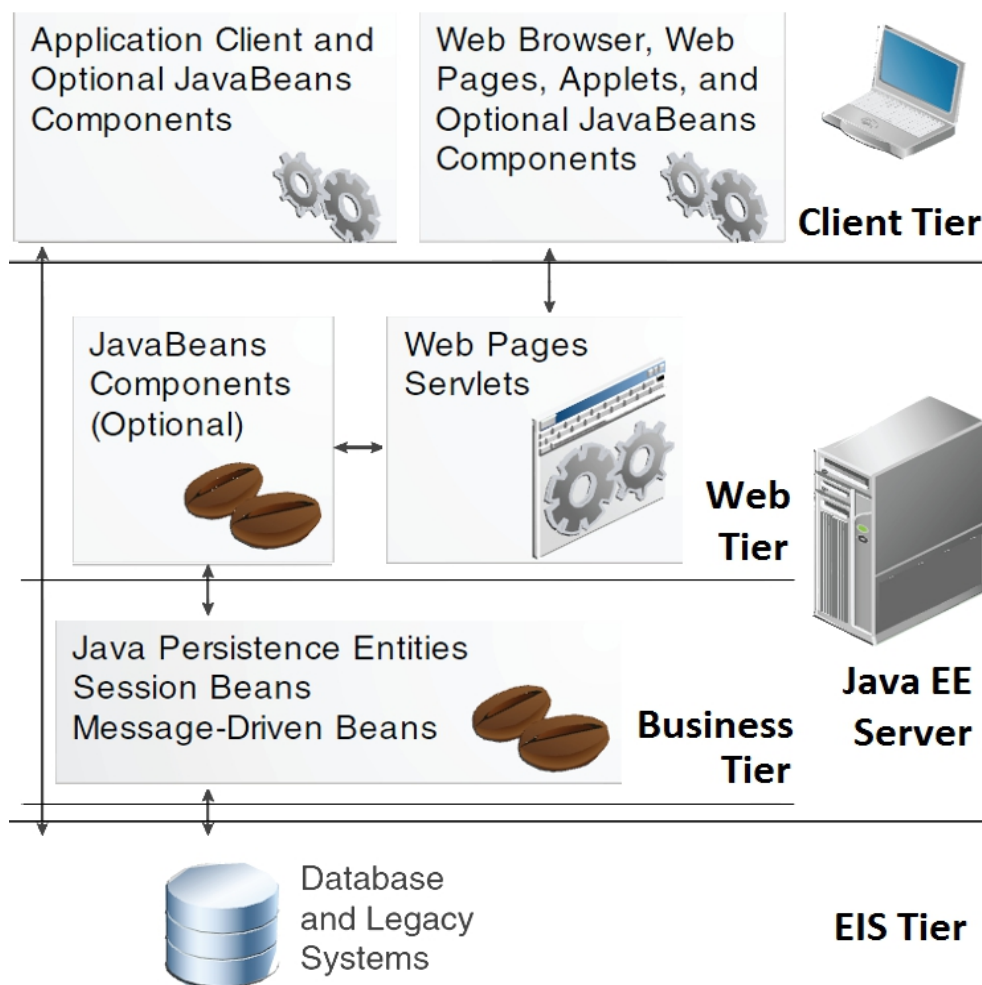 Application Client and
Optional JavaBeans
Components
Web Browser, Web
Pages, Applets, and
Optional JavaBeans
Components
Client Tier
JavaBeans
Components
(Optional)
Web Pages
Servlets
Web
Tier
Java Persistence Entities
Session Beans
Message-Driven Beans
Business
Tier
Java EE
Server
Database
and Legacy
Systems
EIS Tier